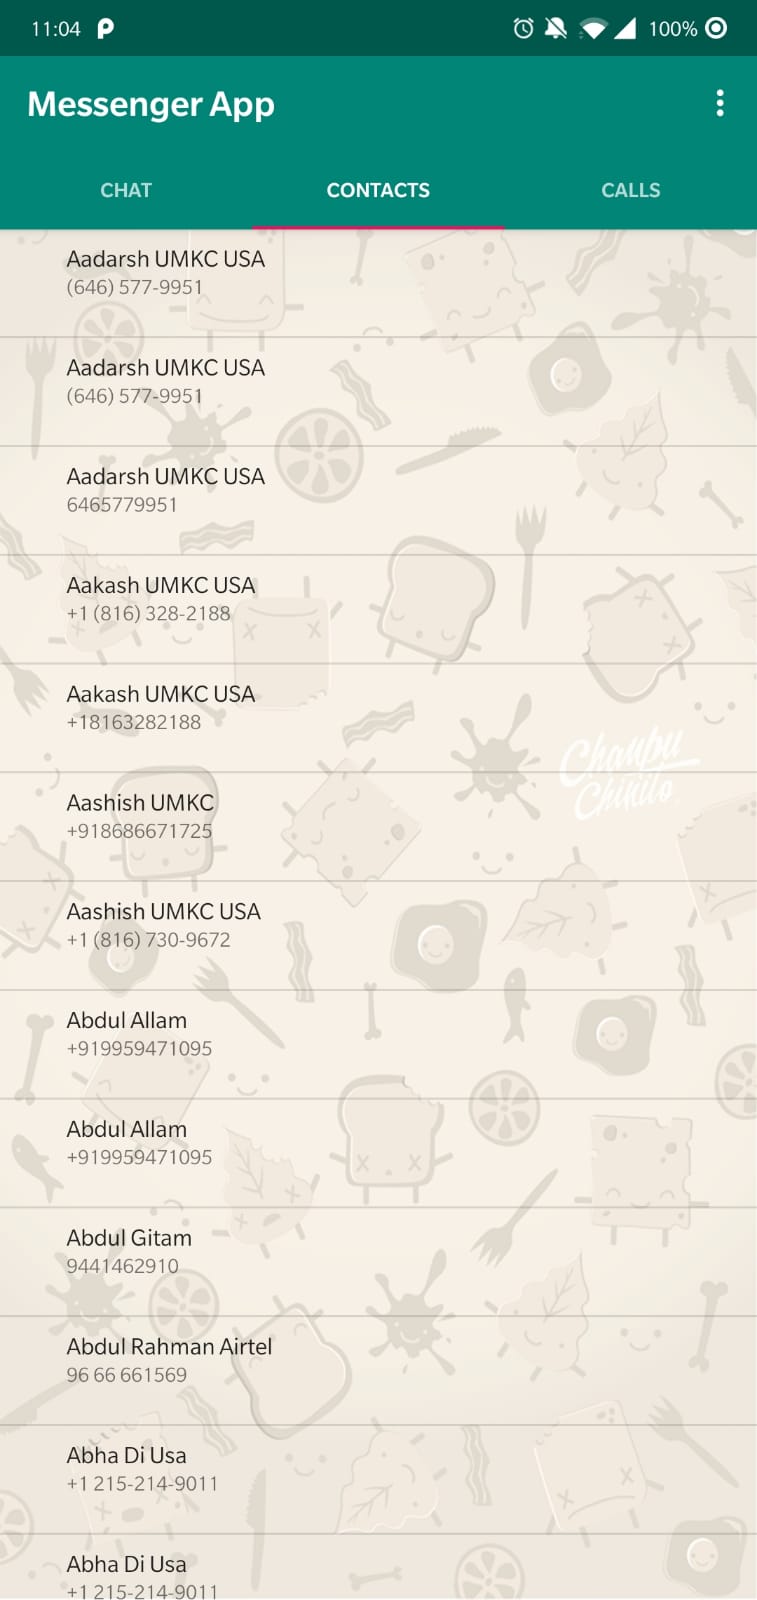 11:04
100%
Messenger App
CHAT
CONTACTS
CALLS
Aadarsh UMKC USA
(646) 577-9951
Aadarsh UMKC USA
(646) 577-9951
Aadarsh UMKC USA
6465779951
Aakash UMKC USA
+1 (816) 328-2188
Aakash UMKC USA
+18163282188
Aashish UMKC
+918686671725
Aashish UMKC USA
+1 (816) 730-9672
Abdul Allam
+919959471095
Abdul Allam
+919959471095
Abdul Gitam
9441462910
Abdul Rahman Airtel
96 66 661569
Abha Di Usa
+1 215-214-9011
Abha Di Usa
+1 215-214-9011
Chanpu
Chinito